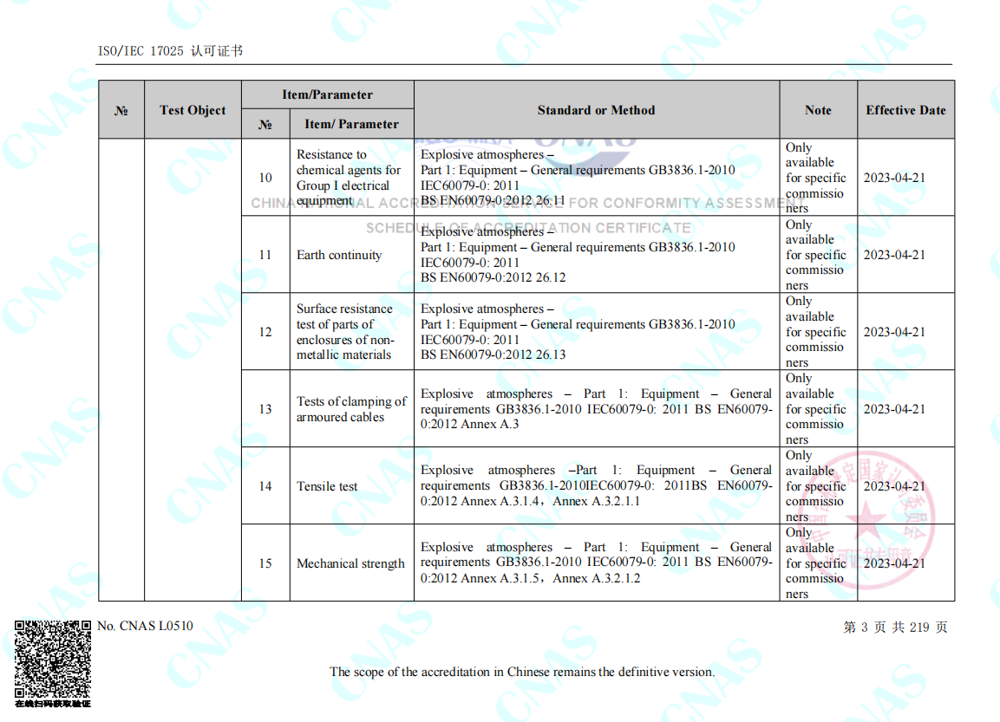 ISO/IEC 17025 认可证书
№
Test Object
Item/Parameter
№
Item/ Parameter
Standard or Method
Note
Effective Date
CNAS
CHINA NATIONAL ACCREDITATION SERVICE FOR CONFORMITY ASSESSMENT
SCHEDULE OF ACCREDITATION CERTIFICATE
10
Resistance to
chemical agents for
Group I electrical
equipment
Explosive atmospheres –
Part 1: Equipment – General requirements GB3836.1-2010
IEC60079-0: 2011
BS EN60079-0:2012 26.11
Only
available
for specific
commissio
ners
2023-04-21
11
Earth continuity
Explosive atmospheres –
Part 1: Equipment – General requirements GB3836.1-2010
IEC60079-0: 2011
BS EN60079-0:2012 26.12
Only
available
for specific
commissio
ners
2023-04-21
12
Surface resistance
test of parts of
enclosures of non-
metallic materials
Explosive atmospheres –
Part 1: Equipment – General requirements GB3836.1-2010
IEC60079-0: 2011
BS EN60079-0:2012 26.13
Only
available
for specific
commissio
ners
2023-04-21
13
Tests of clamping of
armoured cables
Explosive atmospheres – Part 1: Equipment – General
requirements GB3836.1-2010 IEC60079-0: 2011 BS EN60079-
0:2012 Annex A.3
Only
available
for specific
commissio
ners
2023-04-21
14
Tensile test
Explosive atmospheres –Part 1: Equipment – General
requirements GB3836.1-2010IEC60079-0: 2011BS EN60079-
0:2012 Annex A.3.1.4，Annex A.3.2.1.1
Only
available
for specific
commissio
ners
2023-04-21
15
Mechanical strength
Explosive atmospheres – Part 1: Equipment – General
requirements GB3836.1-2010 IEC60079-0: 2011 BS EN60079-
0:2012 Annex A.3.1.5，Annex A.3.2.1.2
Only
available
for specific
commissio
ners
2023-04-21
No. CNAS L0510
第 3 页 共 219 页
The scope of the accreditation in Chinese remains the definitive version.
在线扫码获取验证